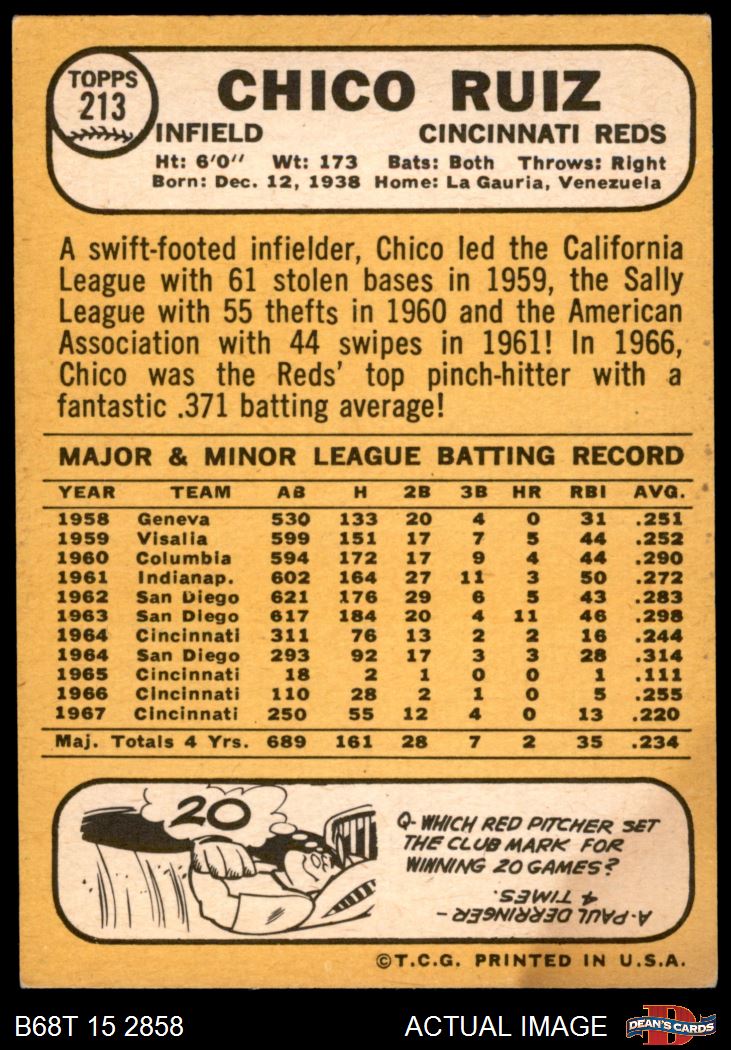 TOPPS
213
CHICO RUIZ
INFIELD CINCINNATI REDS
Ht: 6'0" Wt: 173 Bats: Both Throws: Right
Born: Dec. 12, 1938 Home: La Gauria, Venezuela
A swift-footed infielder, Chico led the California
League with 61 stolen bases in 1959, the Sally
League with 55 thefts in 1960 and the American
Association with 44 swipes in 1961! In 1966,
Chico was the Reds' top pinch-hitter with a
fantastic .371 batting average!
MAJOR & MINOR LEAGUE BATTING RECORD
YEAR TEAM AB H 2B 3B HR RBI AVG.
1958 Geneva 530 133 20 4 0 31 .251
1959 Visalia 599 151 17 7 5 44 .252
1960 Columbia 594 172 17 9 4 44 .290
1961 Indianap. 602 164 27 11 3 50 .272
1962 San Diego 621 176 29 6 5 43 .283
1963 San Diego 617 184 20 4 11 46 .298
1964 Cincinnati 311 76 13 2 2 16 .244
1964 San Diego 293 92 17 3 3 28 .314
1965 Cincinnati 18 2 1 0 0 1 .111
1966 Cincinnati 110 28 2 1 0 5 .255
1967 Cincinnati 250 55 12 4 0 13 .220
Maj. Totals 4 Yrs. 689 161 28 7 2 35 .234
20
Q- WHICH RED PITCHER SET
THE CLUB MARK FOR
WINNING 20 GAMES?
A- PAUL DERRINGER –
4 TIMES.
©T.C.G. PRINTED IN U.S.A.
B68T 15 2858 ACTUAL IMAGE
D
DEAN'S CARDS